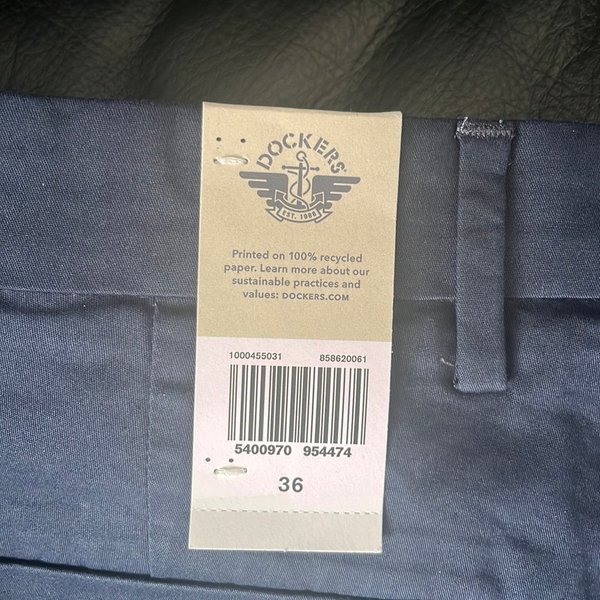 DOCKERS®
EST. 1986
Printed on 100% recycled
paper. Learn more about our
sustainable practices and
values: DOCKERS.COM
1000455031 858620061
5400970 954474
36